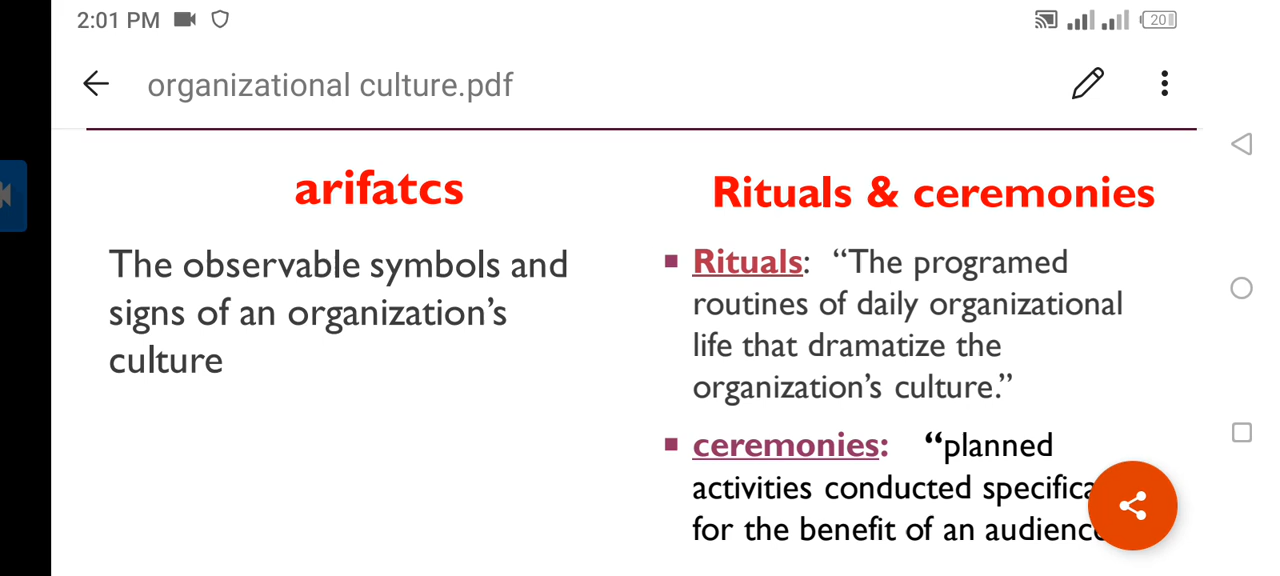 2:01 PM
20
organizational culture.pdf
arifatcs
The observable symbols and
signs of an organization's
culture
Rituals & ceremonies
Rituals: “The programed
routines of daily organizational
life that dramatize the
organization's culture.”
ceremonies: “planned
activities conducted
for the benefit of an